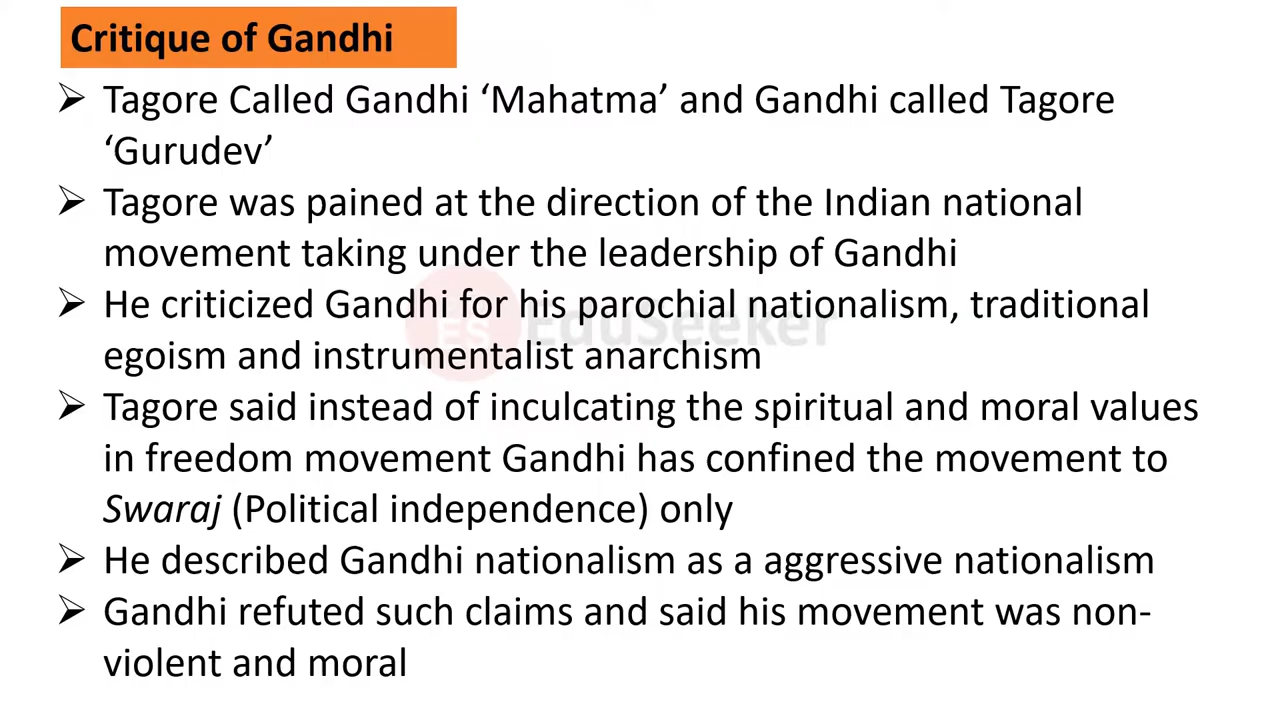 Critique of Gandhi
➢ Tagore Called Gandhi ‘Mahatma’ and Gandhi called Tagore
‘Gurudev’
➢ Tagore was pained at the direction of the Indian national
movement taking under the leadership of Gandhi
➢ He criticized Gandhi for his parochial nationalism, traditional
egoism and instrumentalist anarchism
ES EduSeeker
➢ Tagore said instead of inculcating the spiritual and moral values
in freedom movement Gandhi has confined the movement to
Swaraj (Political independence) only
➢ He described Gandhi nationalism as a aggressive nationalism
➢ Gandhi refuted such claims and said his movement was non-
violent and moral